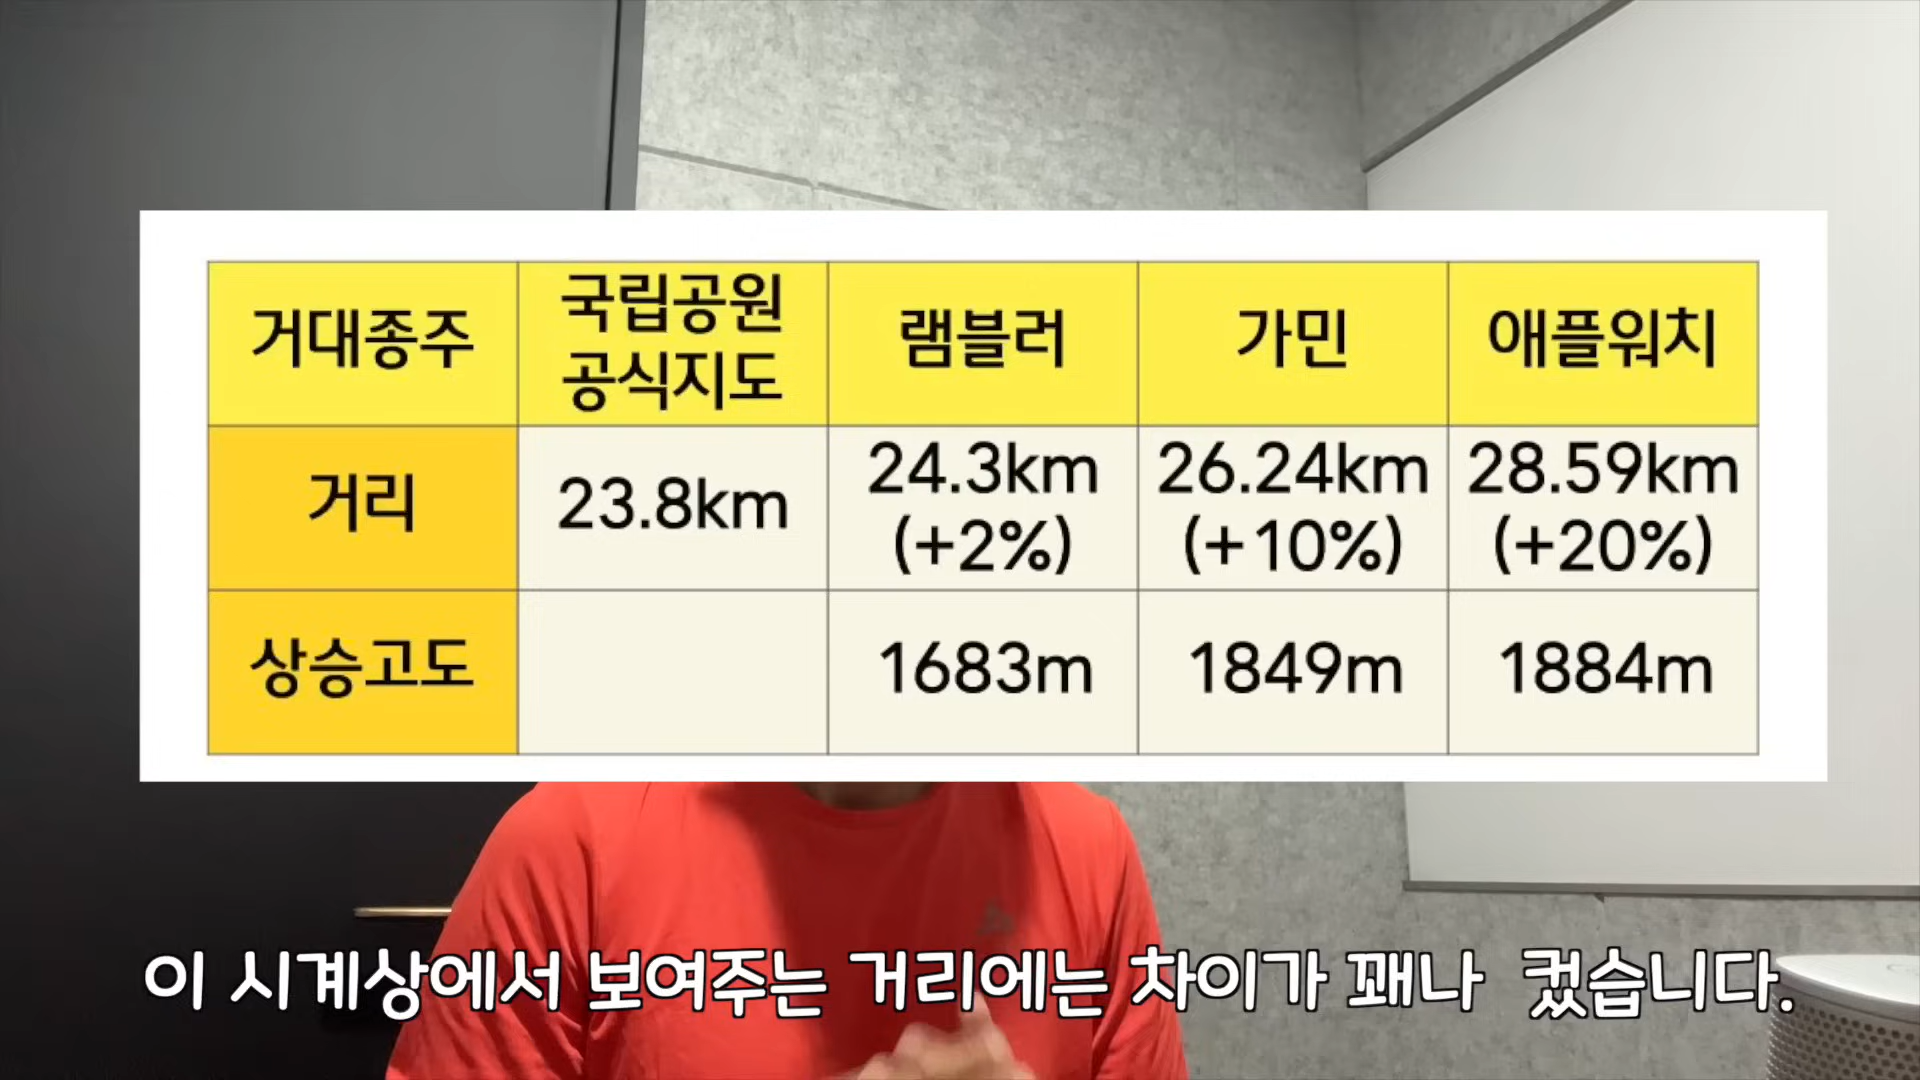 거대종주
국립공원
공식지도
램블러
가민
애플워치
거리
23.8km
24.3km
(+2%)
26.24km
(+10%)
28.59km
(+20%)
상승고도
1683m
1849m
1884m
이 시계상에서 보여주는 거리에는 차이가 꽤나 컸습니다.